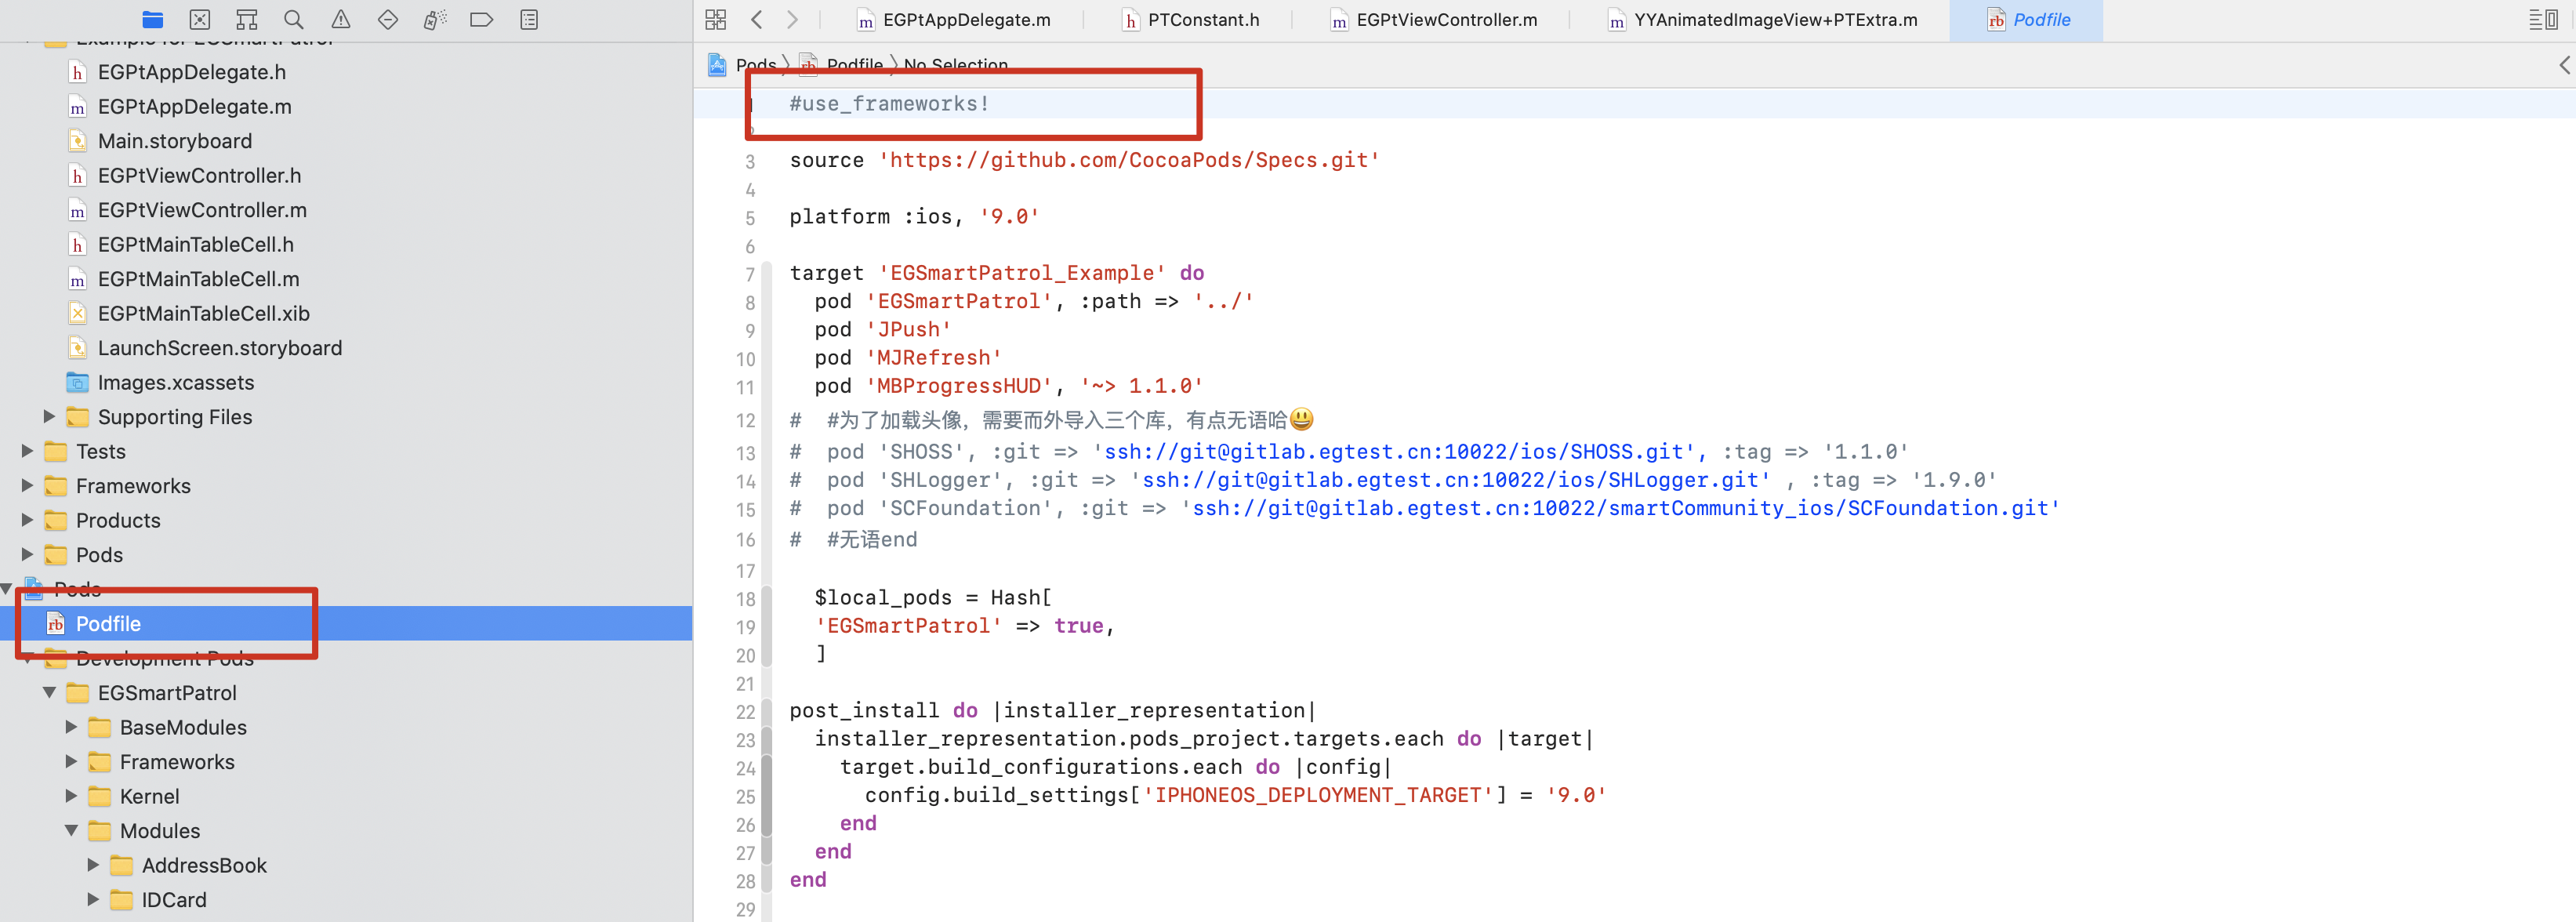 EGPtAppDelegate.m
PTConstant.h
EGPtViewController.m
YYAnimatedImageView+PTExtra.m
Podfile
Pods
Podfile
No Selection
Example for EGSmartPatrol
EGPtAppDelegate.h
EGPtAppDelegate.m
Main.storyboard
EGPtViewController.h
EGPtViewController.m
EGPtMainTableCell.h
EGPtMainTableCell.m
EGPtMainTableCell.xib
LaunchScreen.storyboard
Images.xcassets
Supporting Files
Tests
Frameworks
Products
Pods
Pods
Podfile
Development Pods
EGSmartPatrol
BaseModules
Frameworks
Kernel
Modules
AddressBook
IDCard
#use_frameworks!
3 source 'https://github.com/CocoaPods/Specs.git'
4
5 platform :ios, '9.0'
6
7 target 'EGSmartPatrol_Example' do
8 pod 'EGSmartPatrol', :path => '../'
9 pod 'JPush'
10 pod 'MJRefresh'
11 pod 'MBProgressHUD', '~> 1.1.0'
12 # #为了加载头像，需要而外导入三个库，有点无语哈😃
13 # pod 'SHOSS', :git => 'ssh://git@gitlab.egtest.cn:10022/ios/SHOSS.git', :tag => '1.1.0'
14 # pod 'SHLogger', :git => 'ssh://git@gitlab.egtest.cn:10022/ios/SHLogger.git' , :tag => '1.9.0'
15 # pod 'SCFoundation', :git => 'ssh://git@gitlab.egtest.cn:10022/smartCommunity_ios/SCFoundation.git'
16 # #无语end
17
18 $local_pods = Hash[
19 'EGSmartPatrol' => true,
20 ]
21
22 post_install do |installer_representation|
23 installer_representation.pods_project.targets.each do |target|
24 target.build_configurations.each do |config|
25 config.build_settings['IPHONEOS_DEPLOYMENT_TARGET'] = '9.0'
26 end
27 end
28 end
29